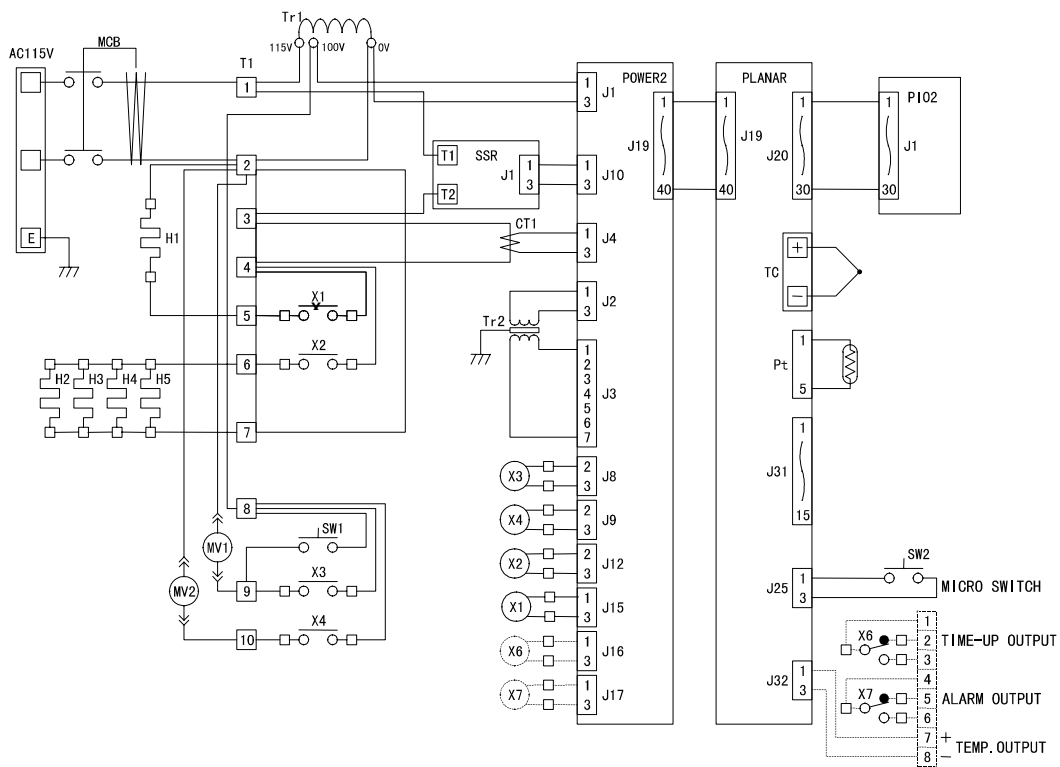 Tr1
115V 100V 0V
AC115V
MCB
T1
1
E
2
3
4
5
6
7
8
9
10
H1
H2 H3 H4 H5
X1
X2
SW1
X3
X4
MV1
MV2
T1 SSR
T2
J1
1
3
CT1
Tr2
POWER2
1
3
J1
1
3
J10
1
3
J4
1
3
J2
1
2
3
4
5
6
7
J3
X3
2
3
J8
X4
2
3
J9
X2
2
3
J12
X1
1
3
J15
X6
1
3
J16
X7
1
3
J17
J19
1
40
PLANAR
1
40
J19
J20
1
30
PIO2
1
30
J1
TC
+
−
Pt
1
5
J31
1
15
J25
1
3
SW2
MICRO SWITCH
J32
1
3
X6
X7
1
2
3
4
5
6
7
8
TIME-UP OUTPUT
ALARM OUTPUT
+
−
TEMP. OUTPUT